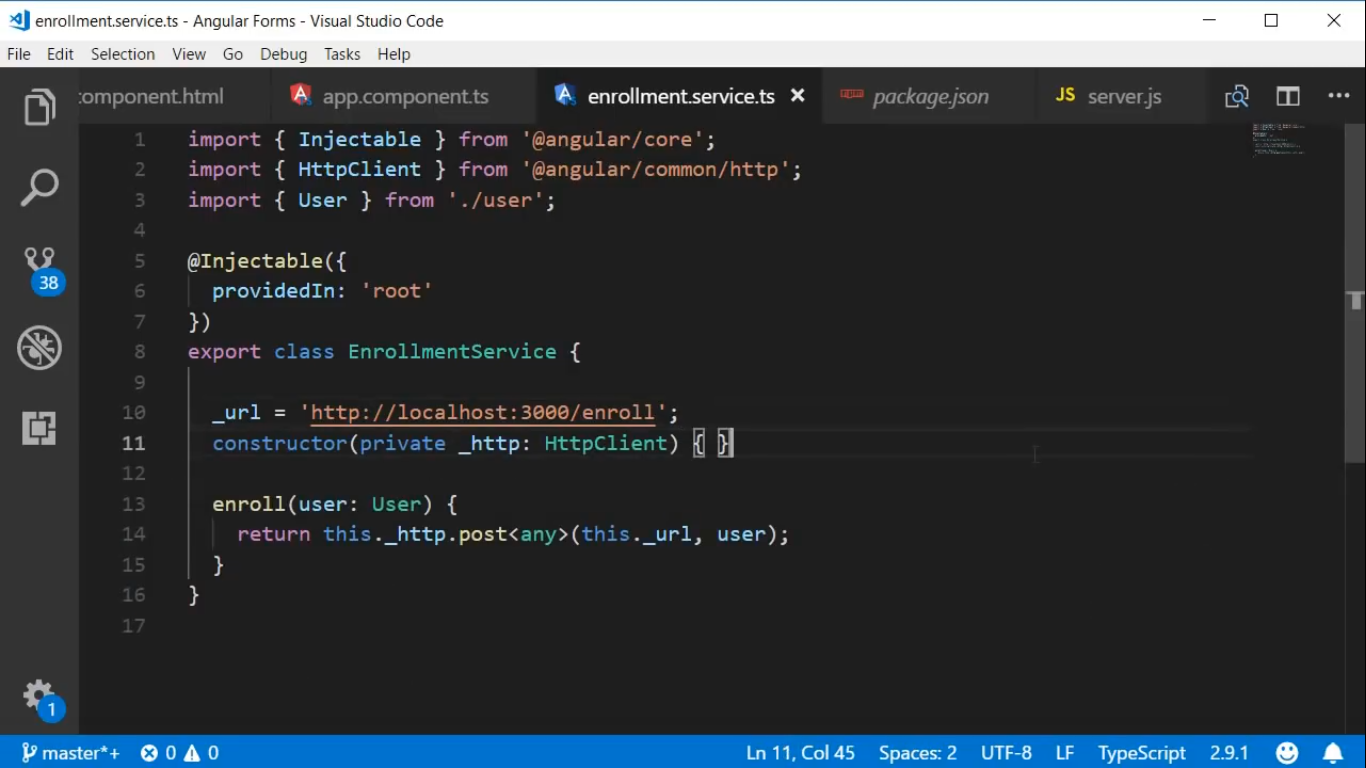 enrollment.service.ts - Angular Forms - Visual Studio Code
File Edit Selection View Go Debug Tasks Help
component.html app.component.ts enrollment.service.ts package.json JS server.js
1 import { Injectable } from '@angular/core';
2 import { HttpClient } from '@angular/common/http';
3 import { User } from './user';
4
5 @Injectable({
6 providedIn: 'root'
7 })
8 export class EnrollmentService {
9
10 _url = 'http://localhost:3000/enroll';
11 constructor(private _http: HttpClient) { }
12
13 enroll(user: User) {
14 return this._http.post<any>(this._url, user);
15 }
16 }
17
38
1
master*+ 0 0 Ln 11, Col 45 Spaces: 2 UTF-8 LF TypeScript 2.9.1